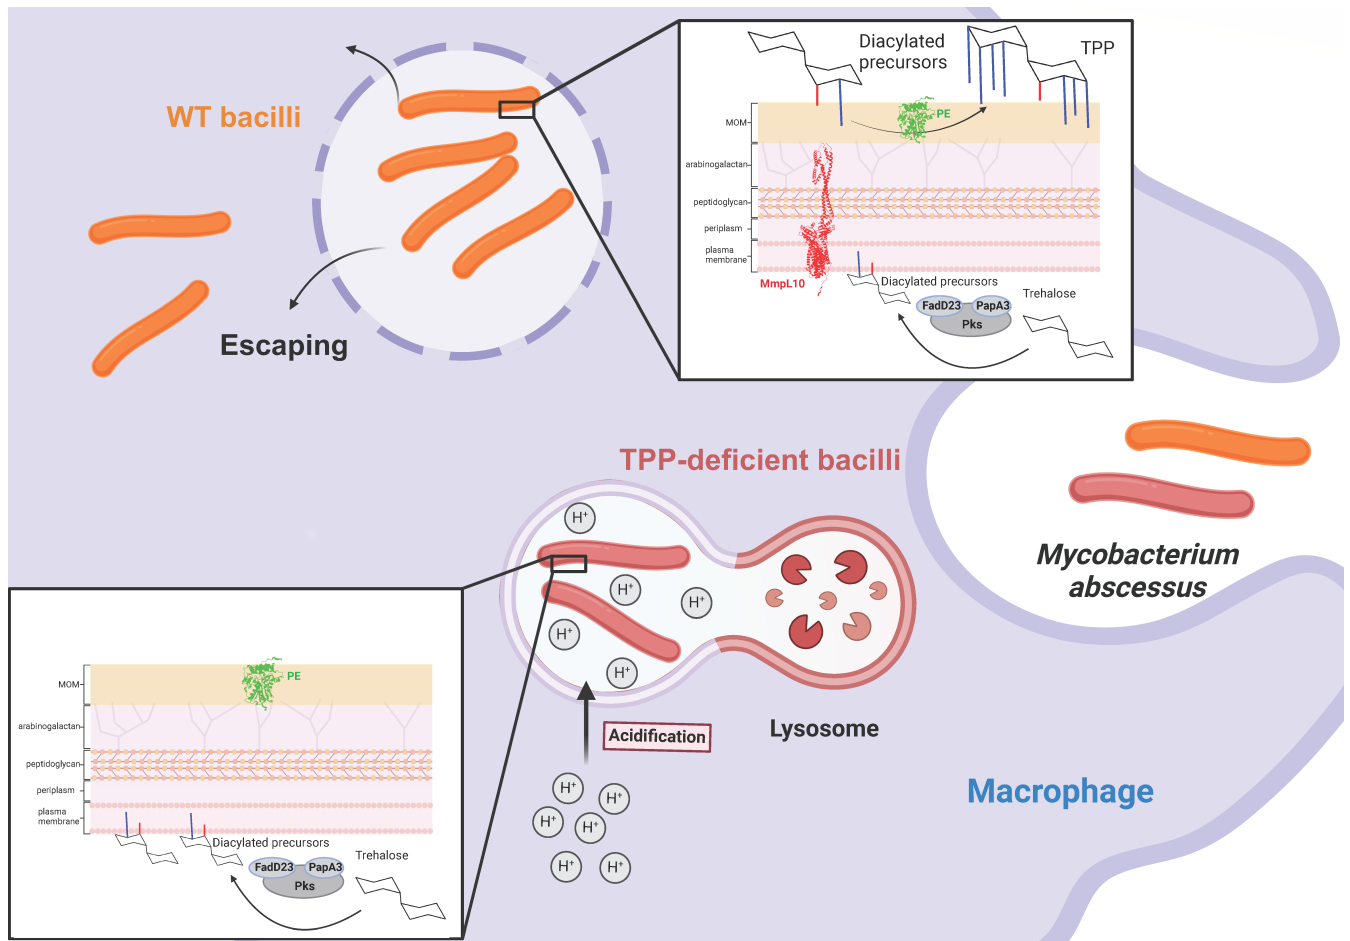 WT bacilli
Escaping
Diacylated
precursors
TPP
PE
MOM
arabinogalactan
peptidoglycan
periplasm
plasma
membrane
MmpL10
Diacylated precursors
Trehalose
FadD23
PapA3
Pks
TPP-deficient bacilli
H+
H+
H+
H+
H+
Mycobacterium
abscessus
Lysosome
Acidification
H+
H+
H+
H+
H+
H+
Macrophage
PE
MOM
arabinogalactan
peptidoglycan
periplasm
plasma
membrane
Diacylated precursors
Trehalose
FadD23
PapA3
Pks